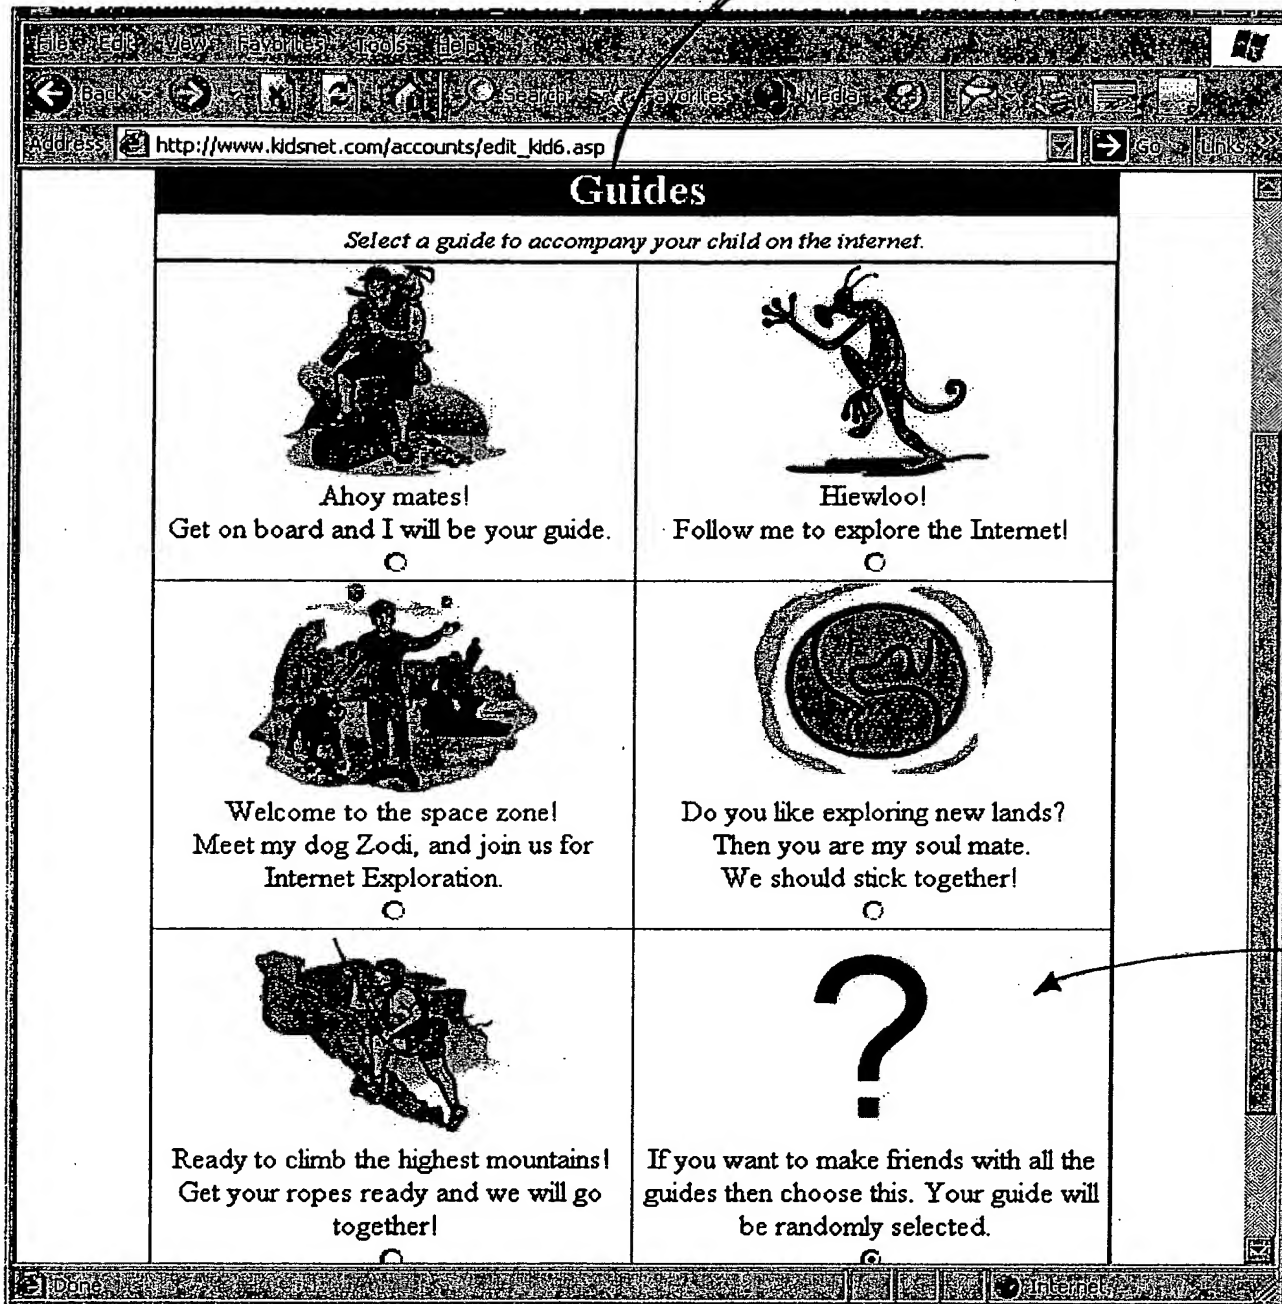 File Edit View Favorites Tools Help
Back Search Favorites Media
Address http://www.kidsnet.com/accounts/edit_kid6.asp Go Links
Guides
Select a guide to accompany your child on the internet.
Ahoy mates!
Get on board and I will be your guide.
Hiewloo!
Follow me to explore the Internet!
Welcome to the space zone!
Meet my dog Zodi, and join us for
Internet Exploration.
Do you like exploring new lands?
Then you are my soul mate.
We should stick together!
Ready to climb the highest mountains!
Get your ropes ready and we will go
together!
?
If you want to make friends with all the
guides then choose this. Your guide will
be randomly selected.
Done Internet